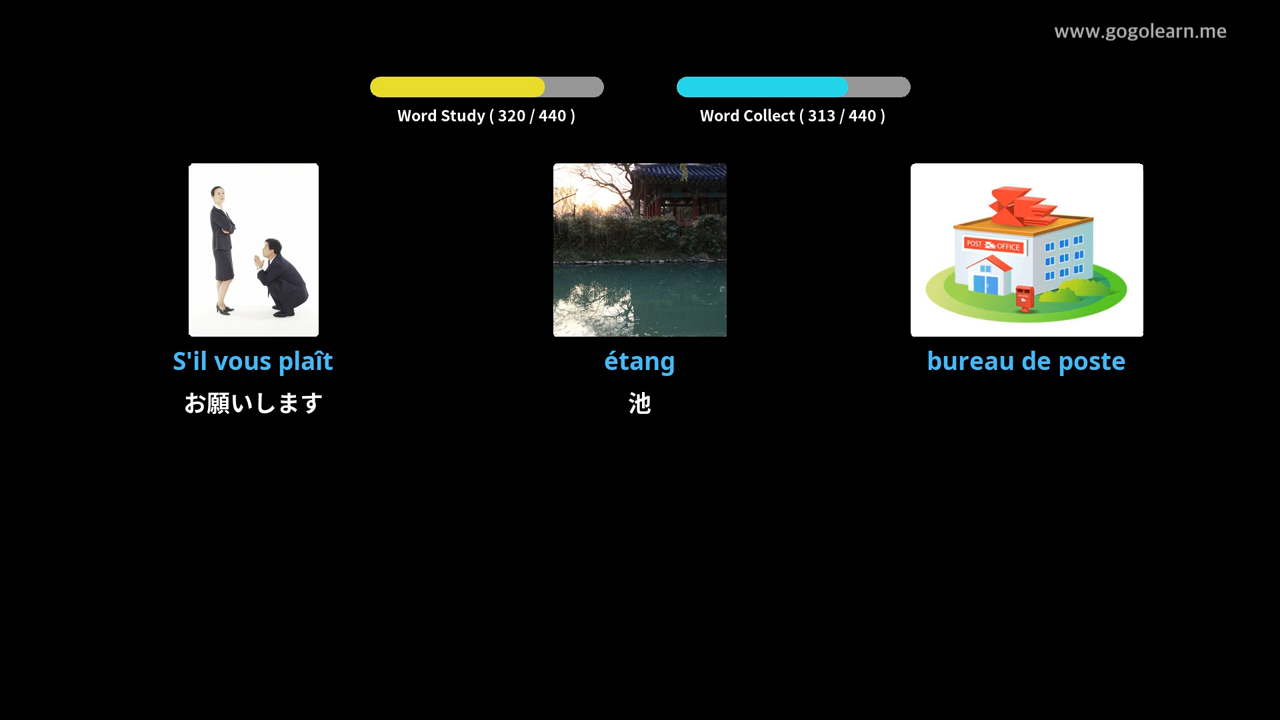 www.gogolearn.me
Word Study ( 320 / 440 )
Word Collect ( 313 / 440 )
POST OFFICE
S'il vous plaît
étang
bureau de poste
お願いします
池